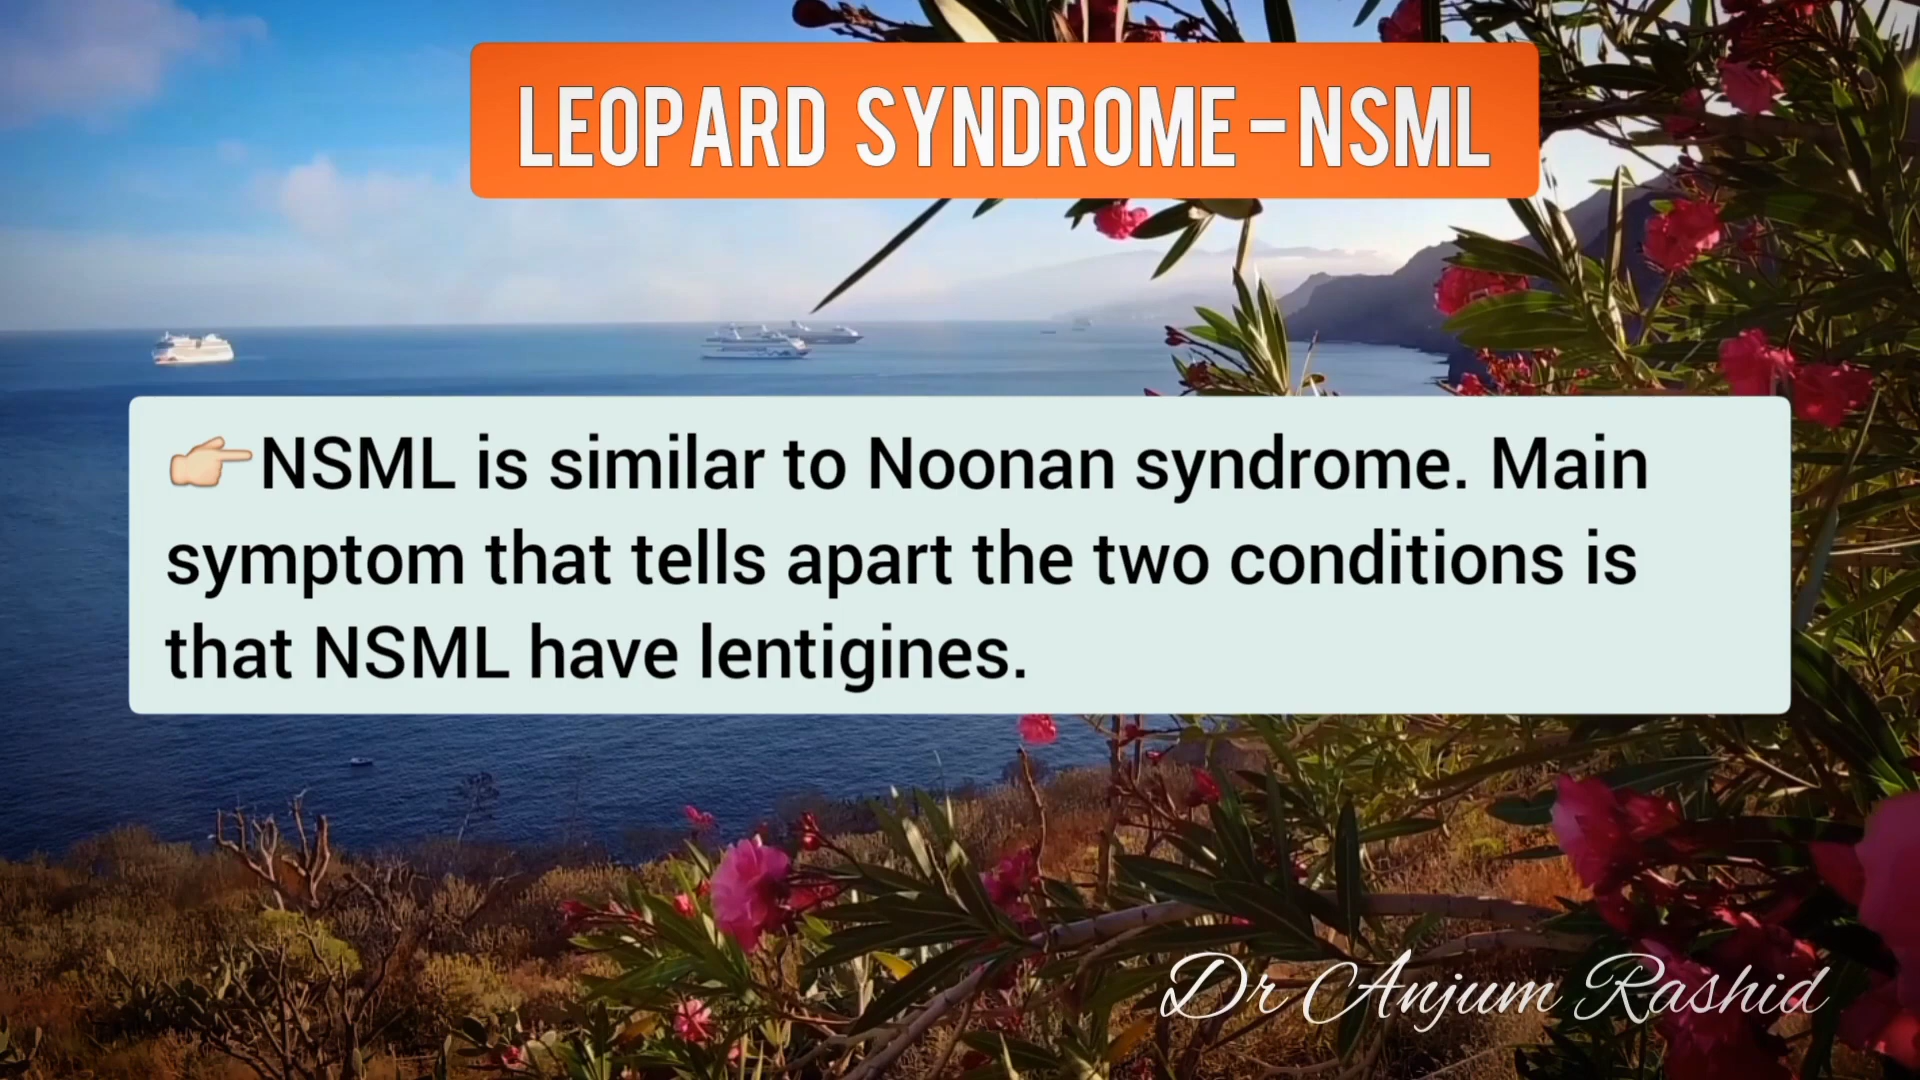 LEOPARD SYNDROME-NSML
👉NSML is similar to Noonan syndrome. Main
symptom that tells apart the two conditions is
that NSML have lentigines.
Dr Anjum Rashid